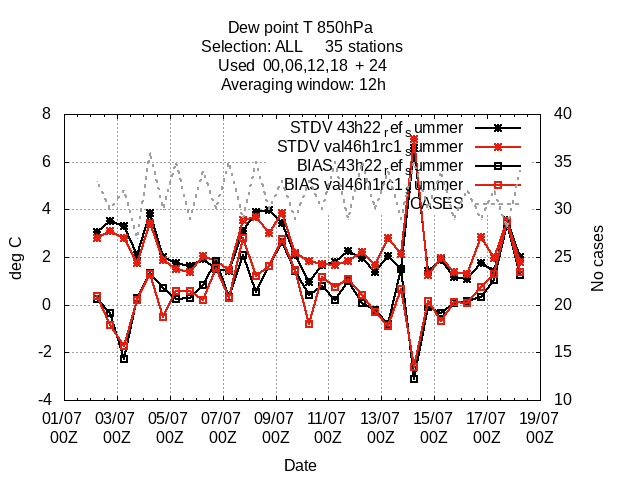 Dew point T 850hPa
Selection: ALL 35 stations
Used 00,06,12,18 + 24
Averaging window: 12h
STDV 43h22_ref_summer
STDV val46h1rc1_summer
BIAS 43h22_ref_summer
BIAS val46h1rc1_summer
CASES
8
6
4
2
0
-2
-4
deg C
40
35
30
25
20
15
10
No cases
01/07 03/07 05/07 07/07 09/07 11/07 13/07 15/07 17/07 19/07
00Z 00Z 00Z 00Z 00Z 00Z 00Z 00Z 00Z 00Z
Date